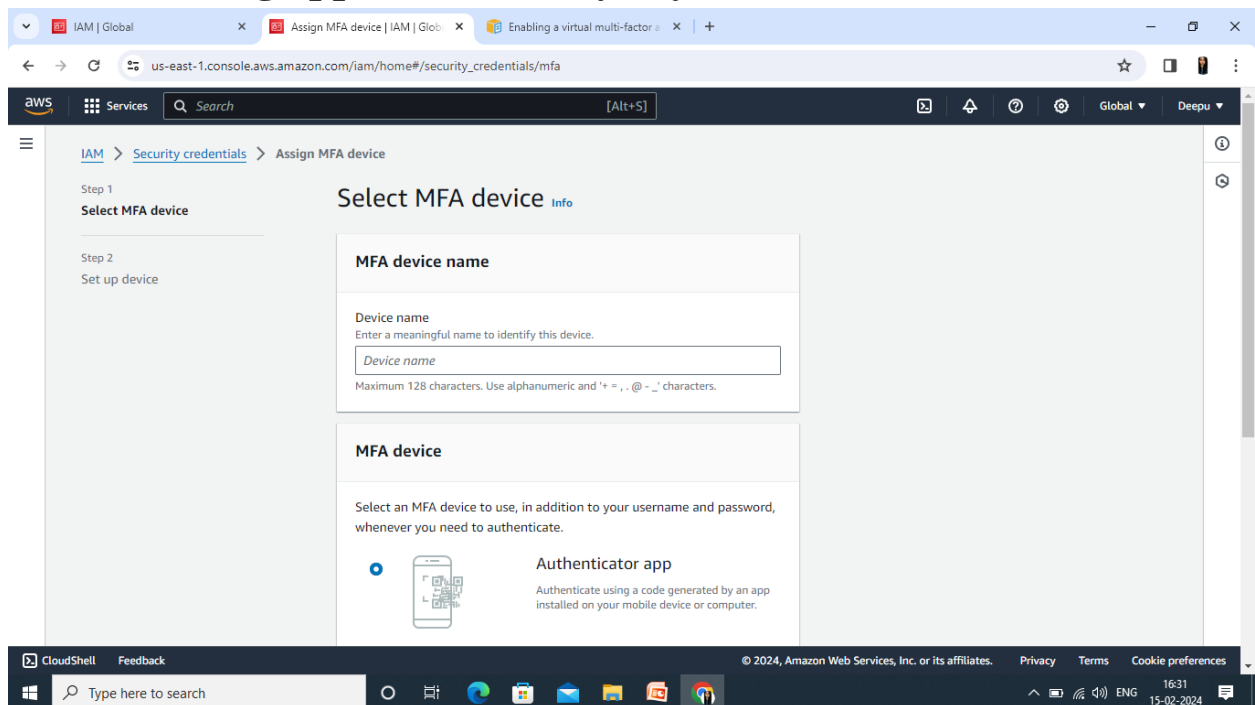 IAM | Global
Assign MFA device | IAM | Glob
Enabling a virtual multi-factor a
us-east-1.console.aws.amazon.com/iam/home#/security_credentials/mfa
aws
Services
Search
[Alt+S]
Global
Deepu
IAM > Security credentials > Assign MFA device
Step 1
Select MFA device
Step 2
Set up device
Select MFA device Info
MFA device name
Device name
Enter a meaningful name to identify this device.
Device name
Maximum 128 characters. Use alphanumeric and '+ = , . @ - _' characters.
MFA device
Select an MFA device to use, in addition to your username and password,
whenever you need to authenticate.
Authenticator app
Authenticate using a code generated by an app
installed on your mobile device or computer.
CloudShell Feedback
© 2024, Amazon Web Services, Inc. or its affiliates. Privacy Terms Cookie preferences
Type here to search
ENG
16:31
15-02-2024